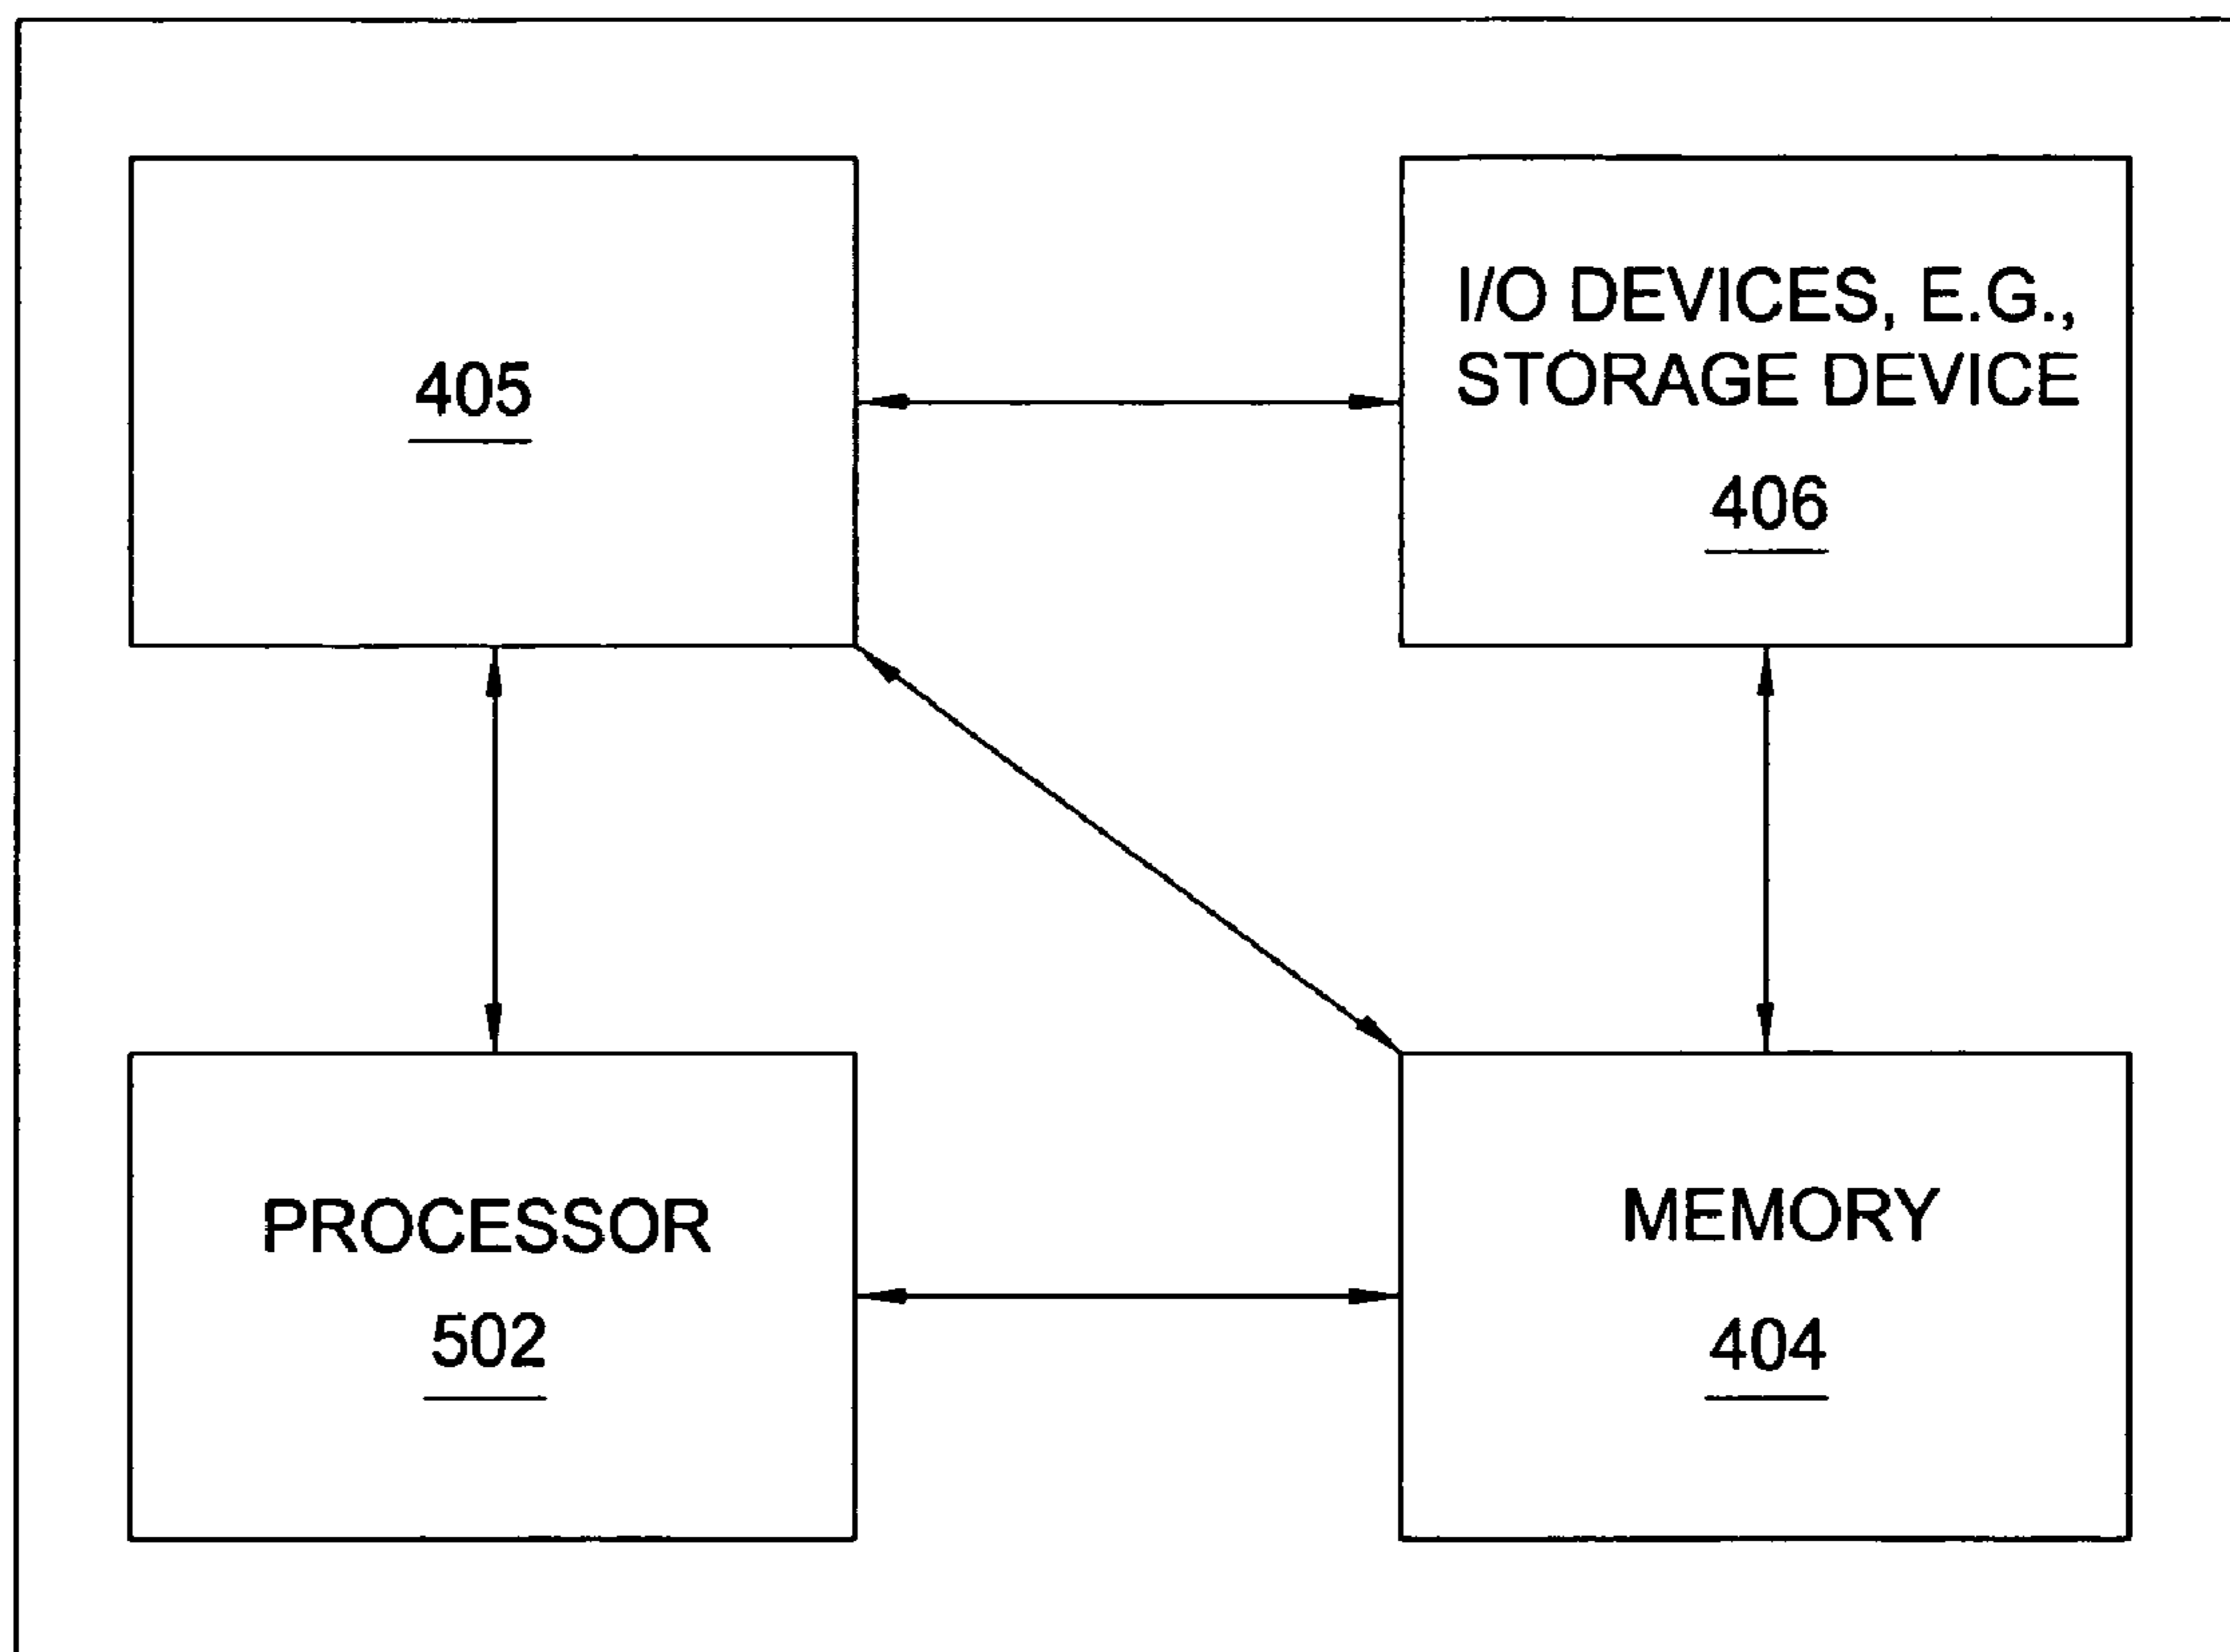 405
I/O DEVICES, E.G.,
STORAGE DEVICE
406
PROCESSOR
502
MEMORY
404